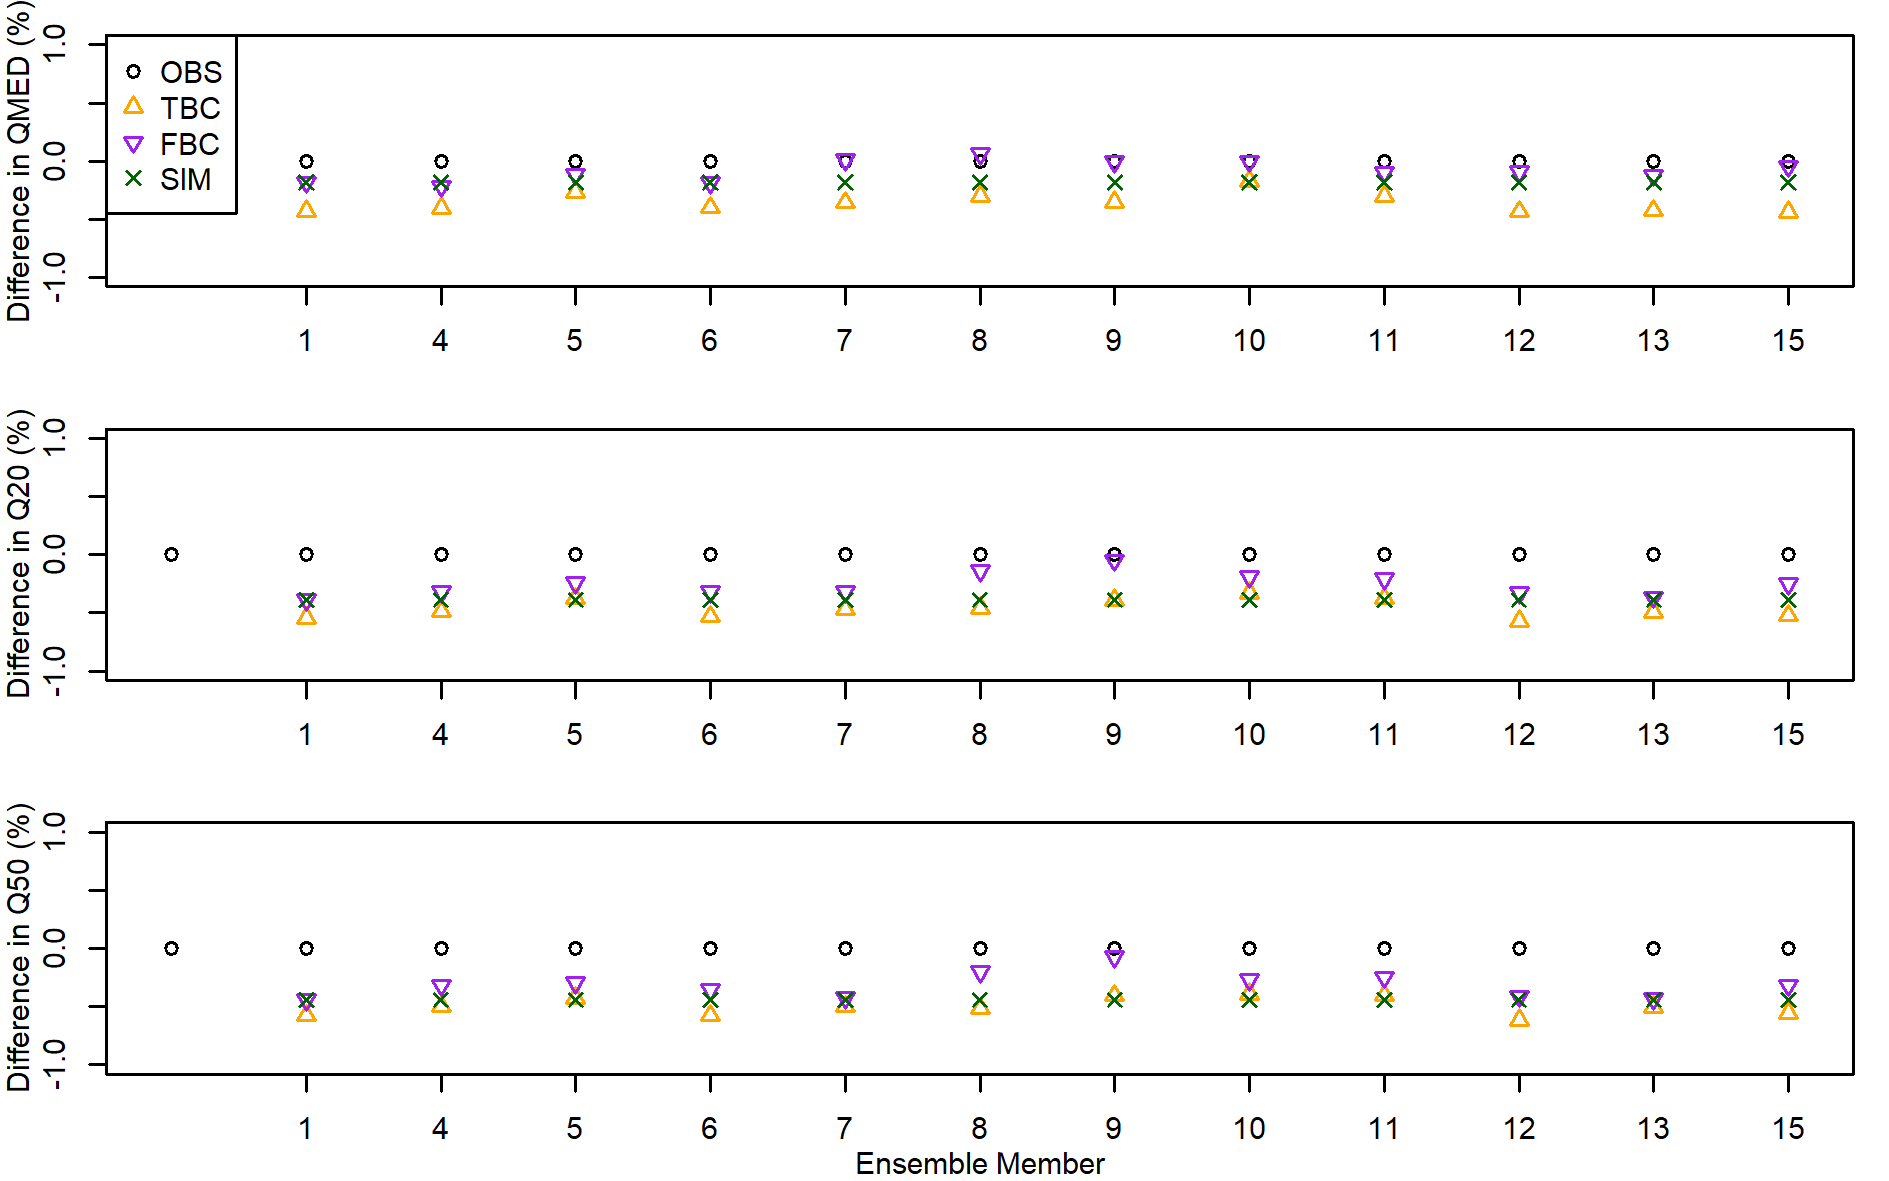 Difference in QMED (%)
1.0
0.0
-1.0
OBS
TBC
FBC
SIM
1 4 5 6 7 8 9 10 11 12 13 15
Difference in Q20 (%)
1.0
0.0
-1.0
1 4 5 6 7 8 9 10 11 12 13 15
Difference in Q50 (%)
1.0
0.0
-1.0
1 4 5 6 7 8 9 10 11 12 13 15
Ensemble Member